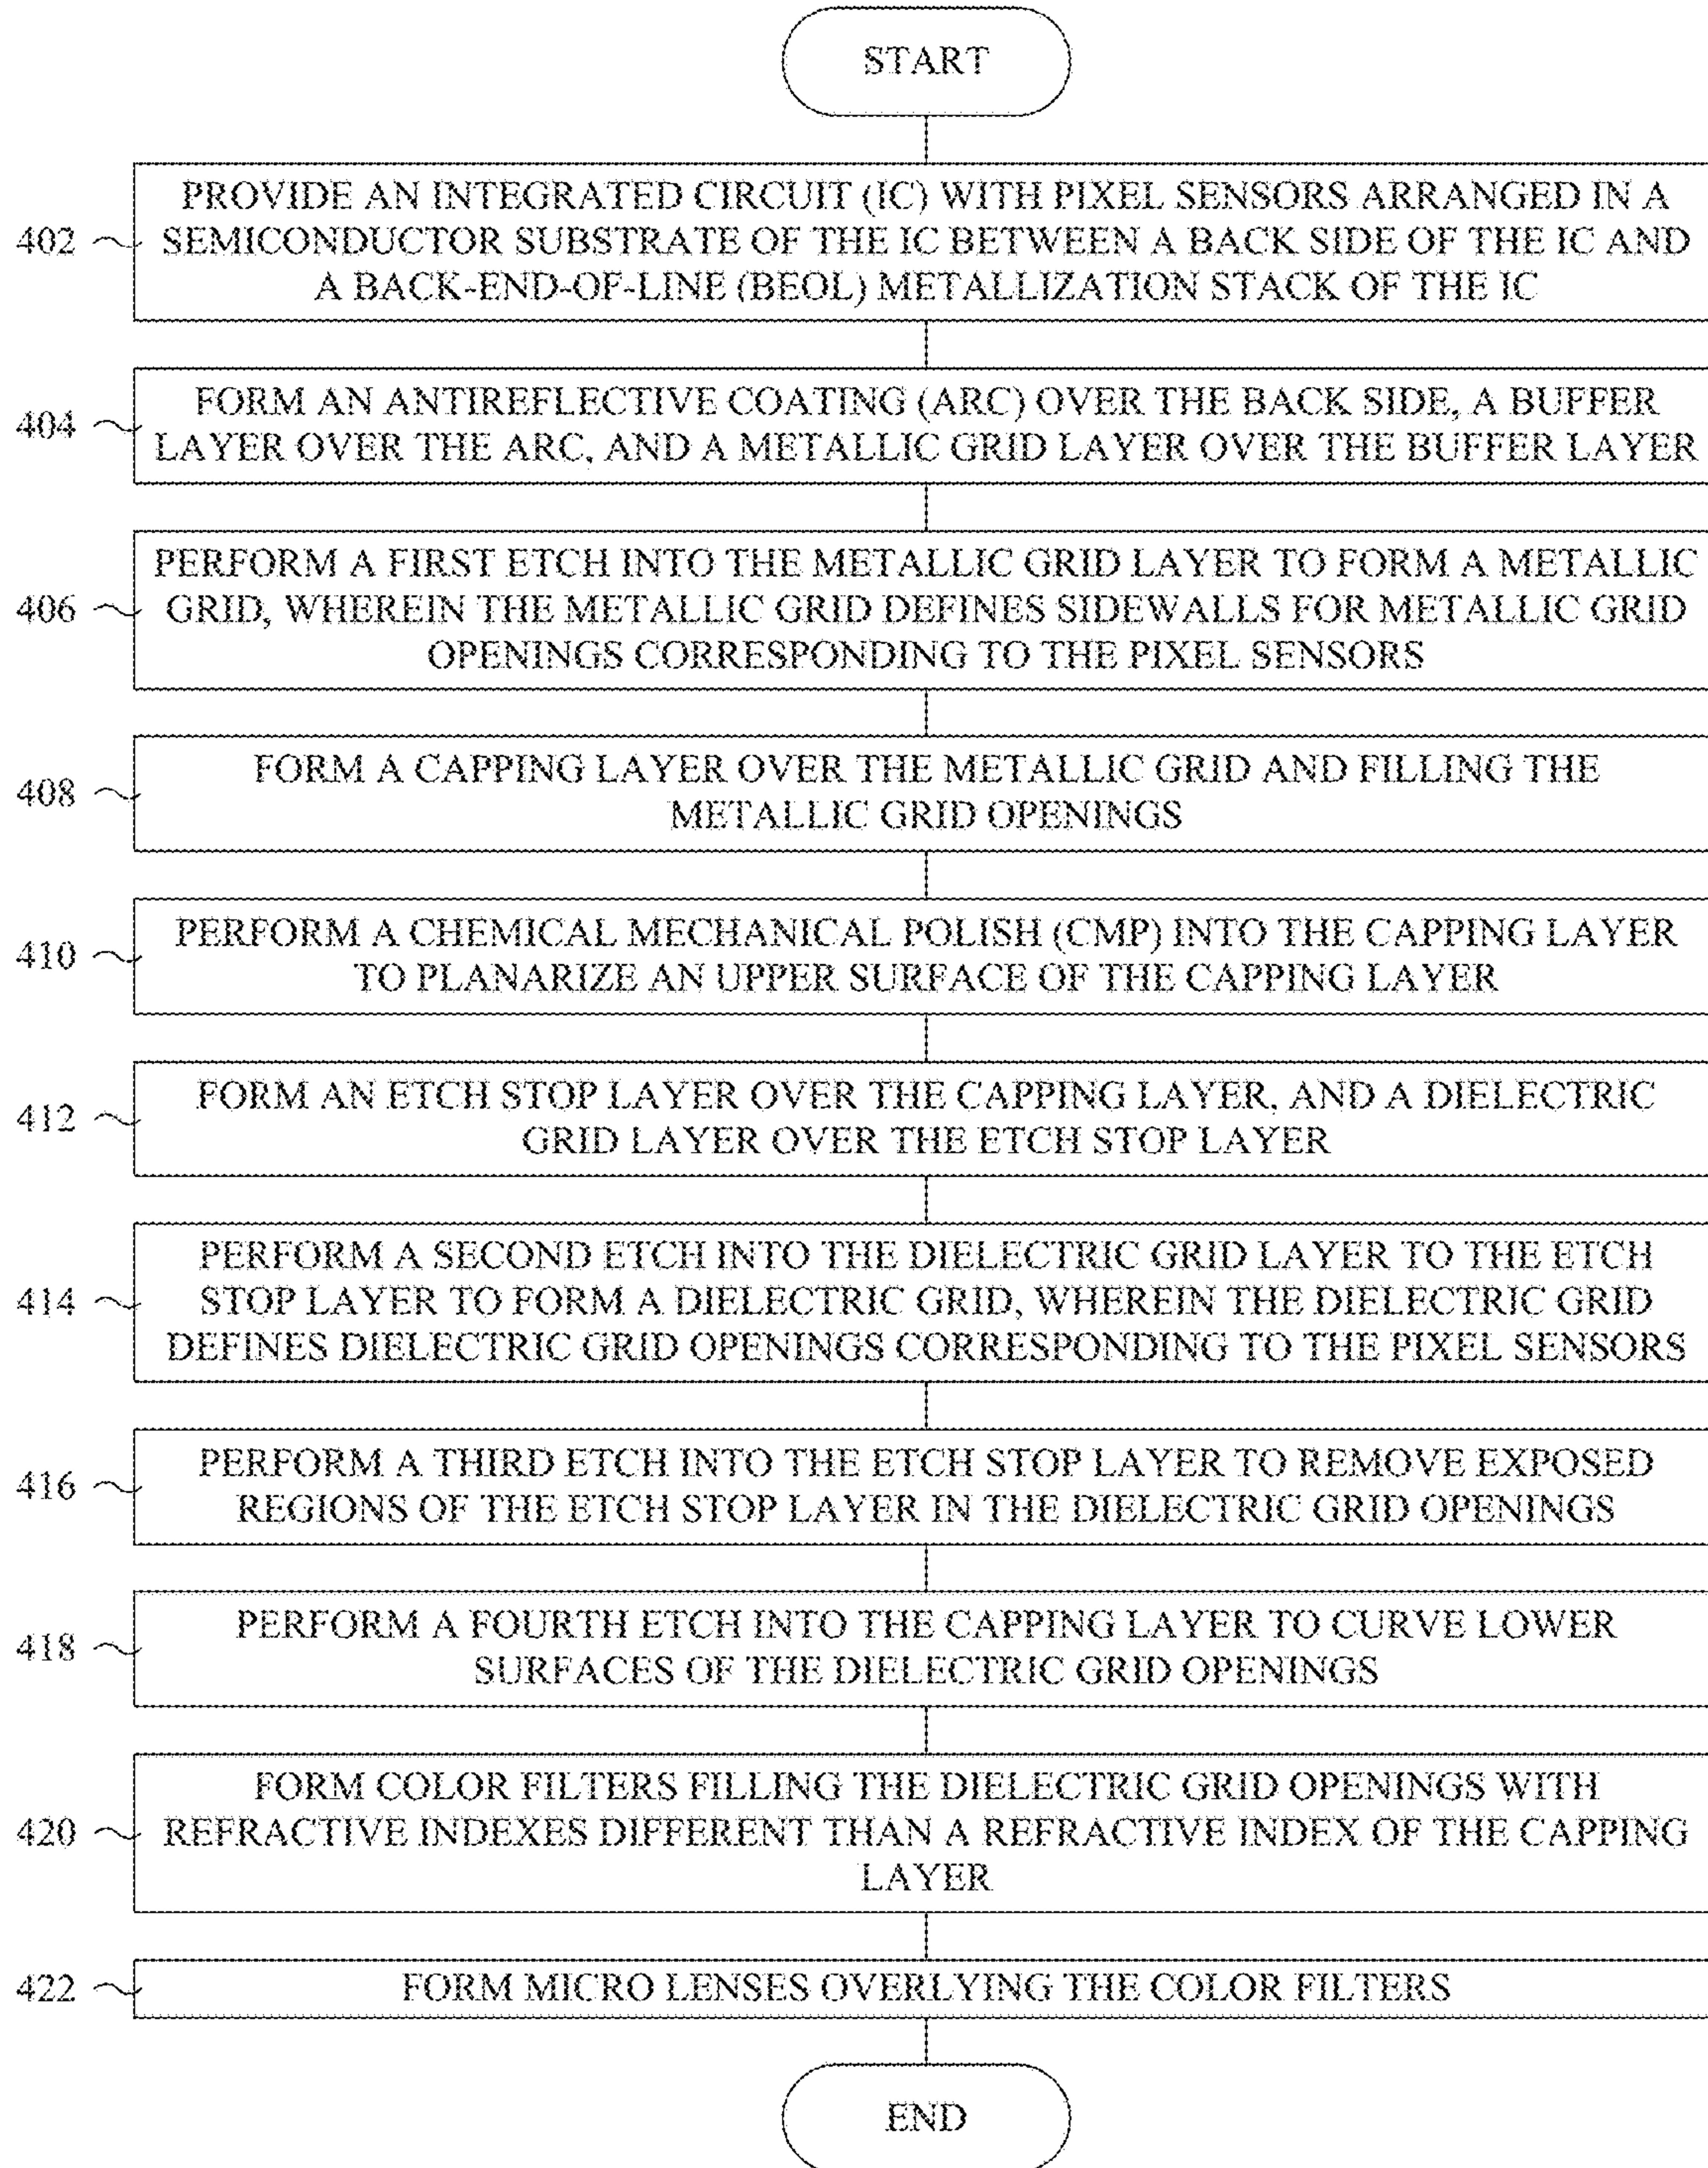 START
402
PROVIDE AN INTEGRATED CIRCUIT (IC) WITH PIXEL SENSORS ARRANGED IN A
SEMICONDUCTOR SUBSTRATE OF THE IC BETWEEN A BACK SIDE OF THE IC AND
A BACK-END-OF-LINE (BEOL) METALLIZATION STACK OF THE IC
404
FORM AN ANTIREFLECTIVE COATING (ARC) OVER THE BACK SIDE, A BUFFER
LAYER OVER THE ARC, AND A METALLIC GRID LAYER OVER THE BUFFER LAYER
406
PERFORM A FIRST ETCH INTO THE METALLIC GRID LAYER TO FORM A METALLIC
GRID, WHEREIN THE METALLIC GRID DEFINES SIDEWALLS FOR METALLIC GRID
OPENINGS CORRESPONDING TO THE PIXEL SENSORS
408
FORM A CAPPING LAYER OVER THE METALLIC GRID AND FILLING THE
METALLIC GRID OPENINGS
410
PERFORM A CHEMICAL MECHANICAL POLISH (CMP) INTO THE CAPPING LAYER
TO PLANARIZE AN UPPER SURFACE OF THE CAPPING LAYER
412
FORM AN ETCH STOP LAYER OVER THE CAPPING LAYER, AND A DIELECTRIC
GRID LAYER OVER THE ETCH STOP LAYER
414
PERFORM A SECOND ETCH INTO THE DIELECTRIC GRID LAYER TO THE ETCH
STOP LAYER TO FORM A DIELECTRIC GRID, WHEREIN THE DIELECTRIC GRID
DEFINES DIELECTRIC GRID OPENINGS CORRESPONDING TO THE PIXEL SENSORS
416
PERFORM A THIRD ETCH INTO THE ETCH STOP LAYER TO REMOVE EXPOSED
REGIONS OF THE ETCH STOP LAYER IN THE DIELECTRIC GRID OPENINGS
418
PERFORM A FOURTH ETCH INTO THE CAPPING LAYER TO CURVE LOWER
SURFACES OF THE DIELECTRIC GRID OPENINGS
420
FORM COLOR FILTERS FILLING THE DIELECTRIC GRID OPENINGS WITH
REFRACTIVE INDEXES DIFFERENT THAN A REFRACTIVE INDEX OF THE CAPPING
LAYER
422
FORM MICRO LENSES OVERLYING THE COLOR FILTERS
END